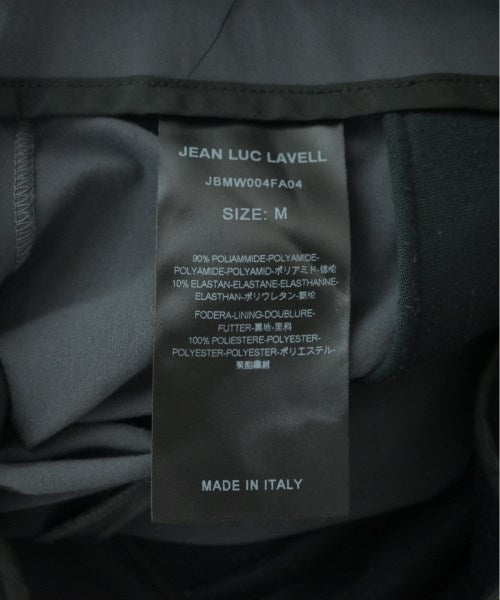 JEAN LUC LAVELL
JBMW004FA04
SIZE: M
90% POLIAMMIDE-POLYAMIDE-
POLYAMIDE-POLYAMID-ポリアミド-锦纶
10% ELASTAN-ELASTANE-ELASTHANNE-
ELASTHAN-ポリウレタン-氨纶
FODERA-LINING-DOUBLURE-
FUTTER-裏地-里料
100% POLIESTERE-POLYESTER-
POLYESTER-POLYESTER-ポリエステル-
聚酯纖維
MADE IN ITALY